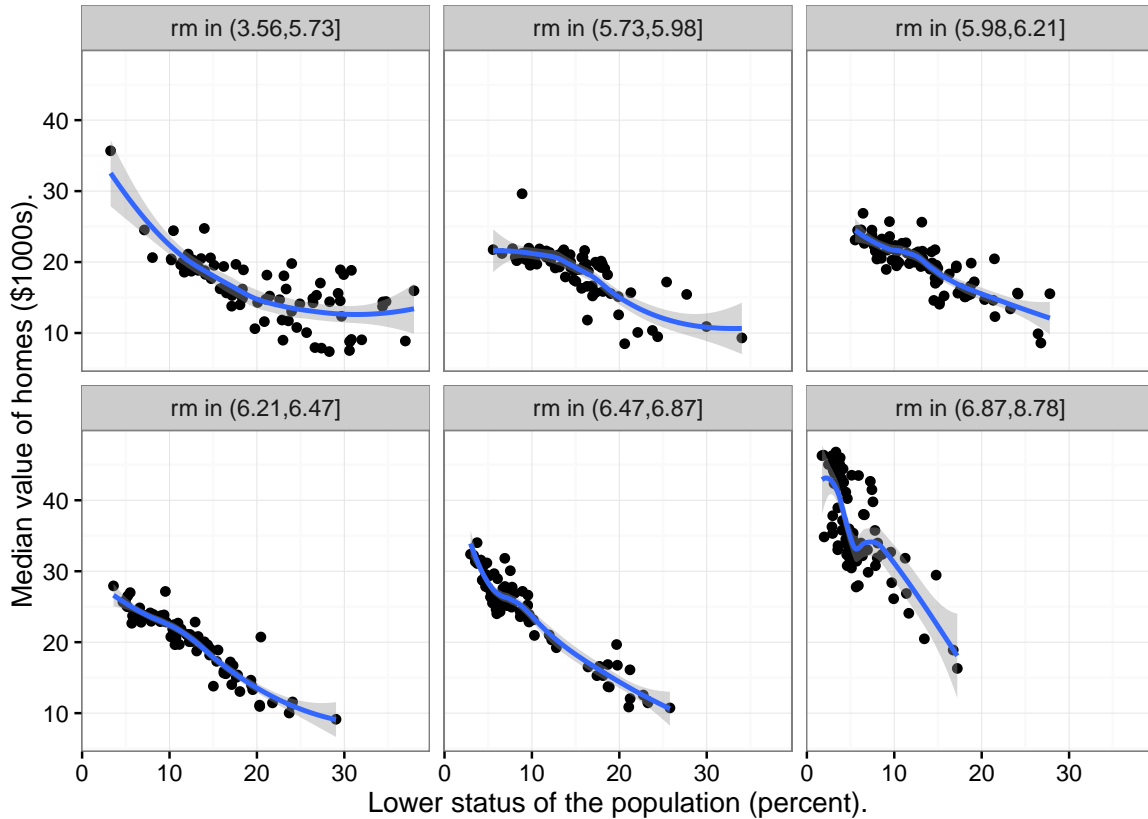 rm in (3.56,5.73]
rm in (5.73,5.98]
rm in (5.98,6.21]
40
30
20
10
rm in (6.21,6.47]
rm in (6.47,6.87]
rm in (6.87,8.78]
40
30
20
10
0 10 20 30
0 10 20 30
0 10 20 30
Lower status of the population (percent).
Median value of homes ($1000s).